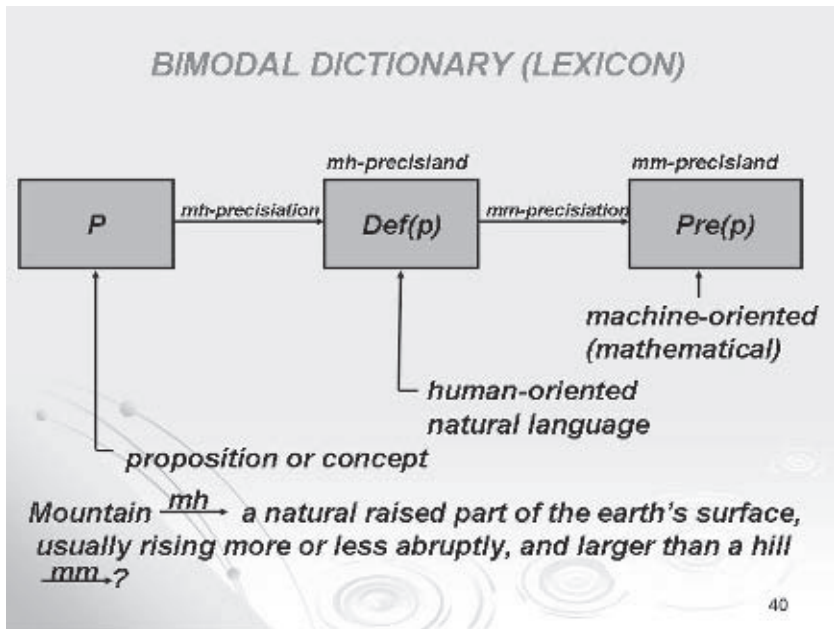 BIMODAL DICTIONARY (LEXICON)
mh-precisiand
mm-precisiand
P
mh-precisiation
Def(p)
mm-precisiation
Pre(p)
machine-oriented
(mathematical)
human-oriented
natural language
proposition or concept
Mountain mh a natural raised part of the earth's surface,
usually rising more or less abruptly, and larger than a hill
mm ?
40